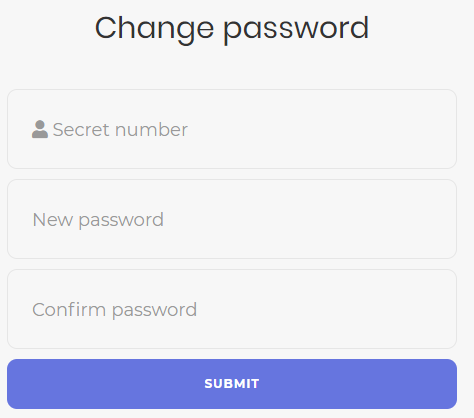 Change password
Secret number
New password
Confirm password
SUBMIT